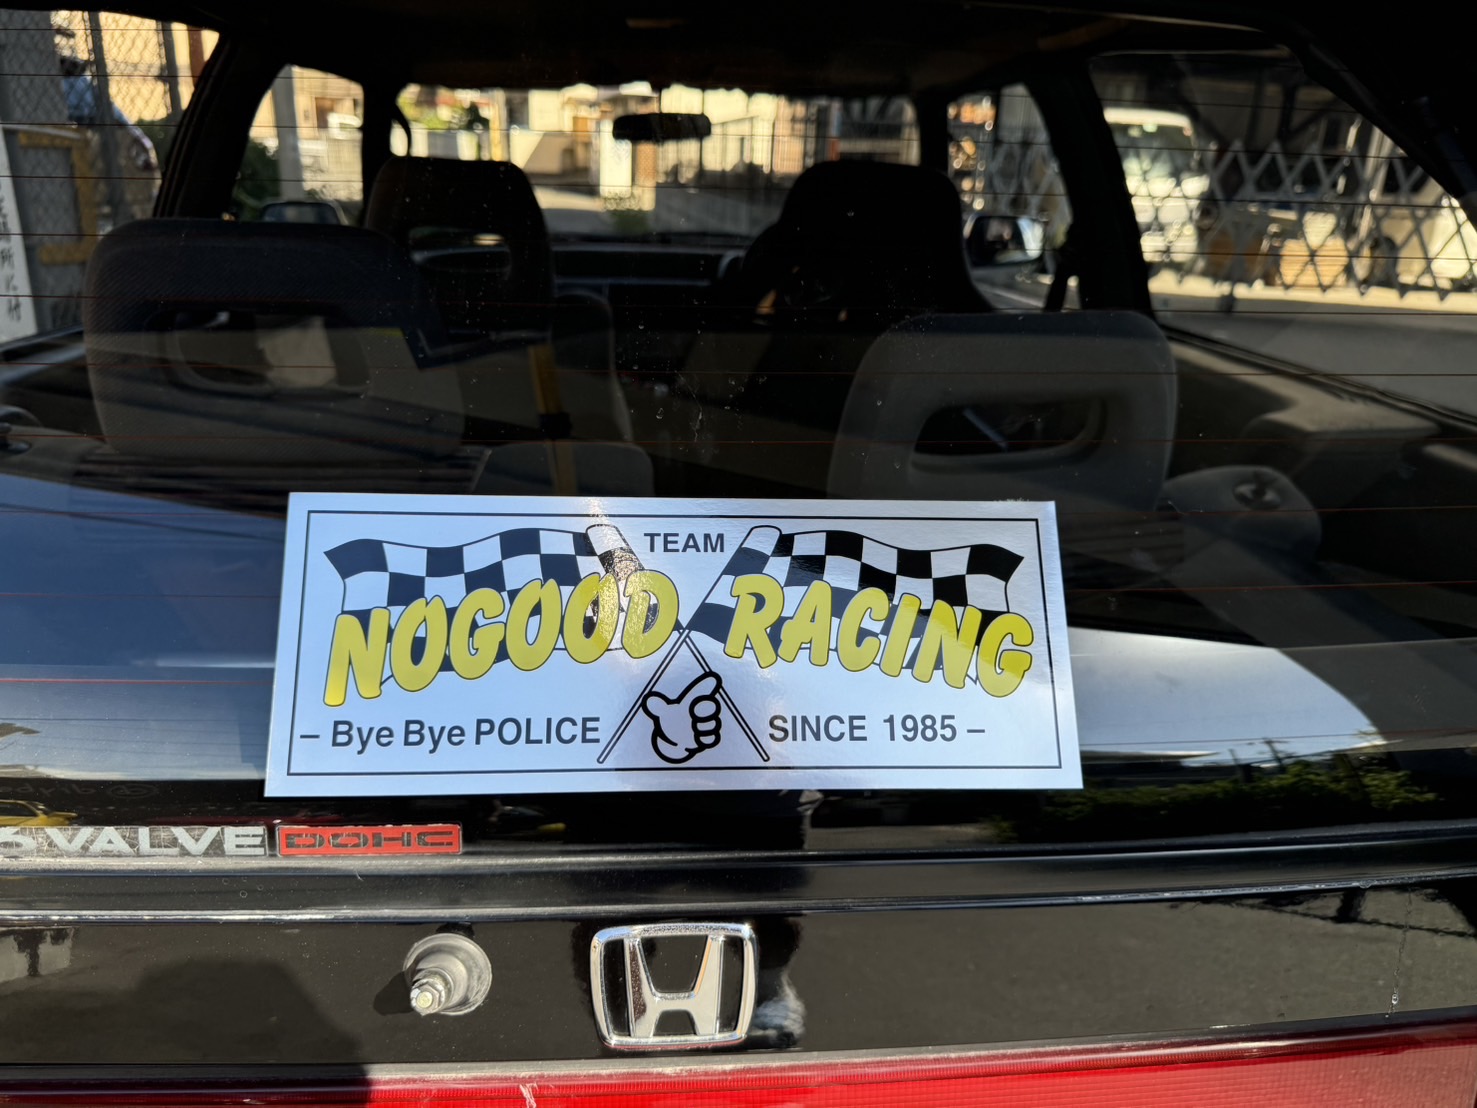 TEAM
NOGOOD RACING
– Bye Bye POLICE
SINCE 1985 –
VALVE DOHC